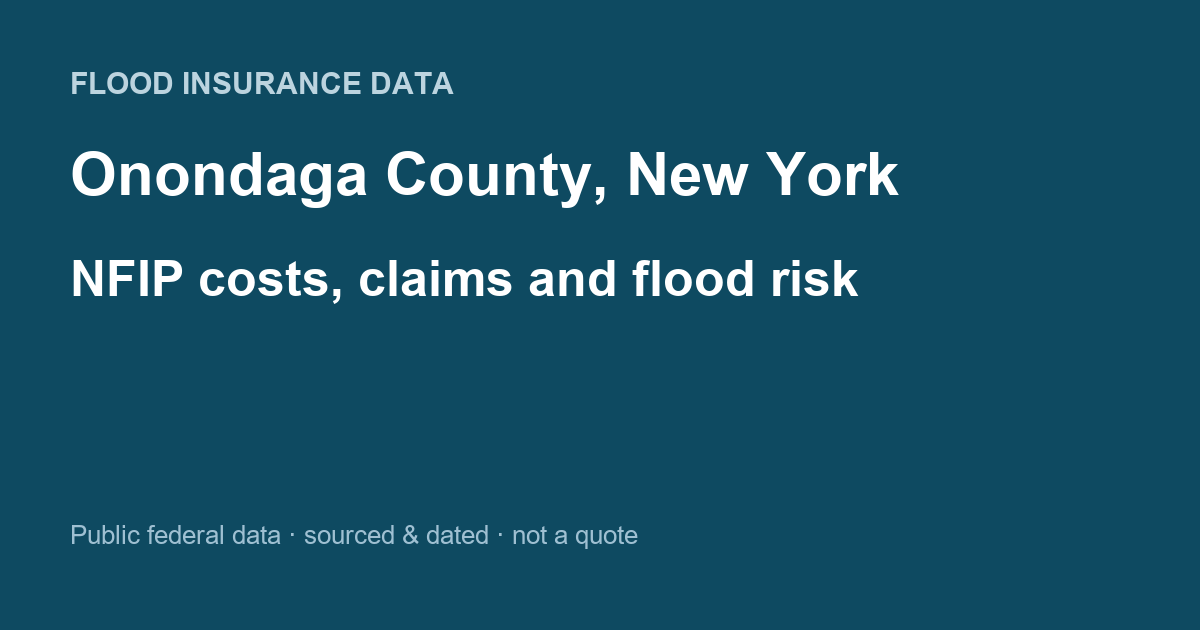 FLOOD INSURANCE DATA
Onondaga County, New York
NFIP costs, claims and flood risk
Public federal data · sourced & dated · not a quote